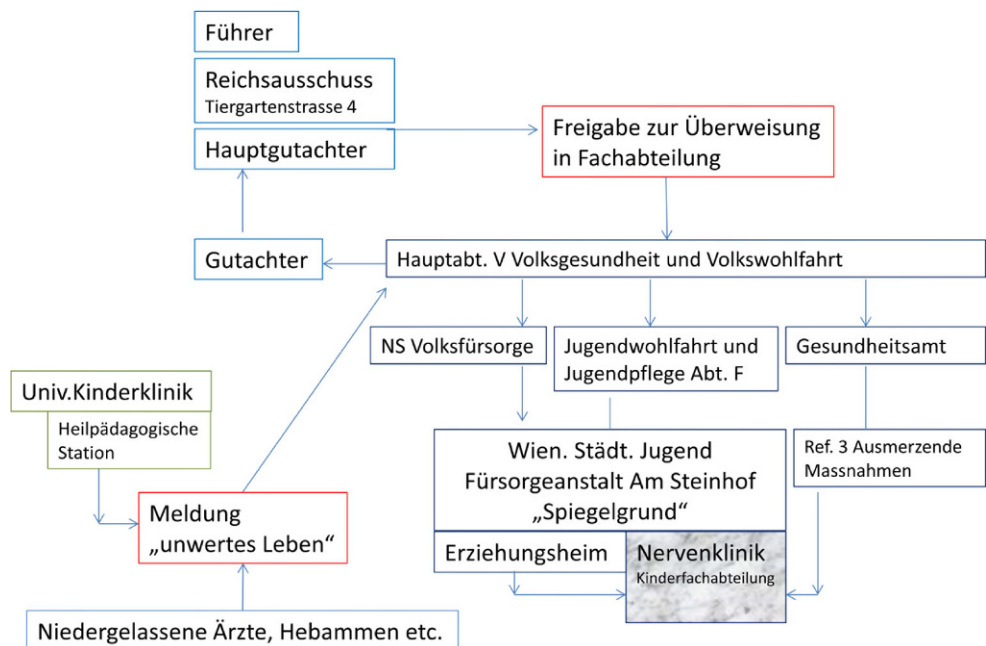 Führer
Reichsausschuss
Tiergartenstrasse 4
Hauptgutachter
Freigabe zur Überweisung
in Fachabteilung
Gutachter
Hauptabt. V Volksgesundheit und Volkswohlfahrt
NS Volksfürsorge
Jugendwohlfahrt und
Jugendpflege Abt. F
Gesundheitsamt
Univ.Kinderklinik
Heilpädagogische
Station
Wien. Städt. Jugend
Fürsorgeanstalt Am Steinhof
„Spiegelgrund“
Ref. 3 Ausmerzende
Massnahmen
Meldung
„unwertes Leben“
Erziehungsheim
Nervenklinik
Kinderfachabteilung
Niedergelassene Ärzte, Hebammen etc.